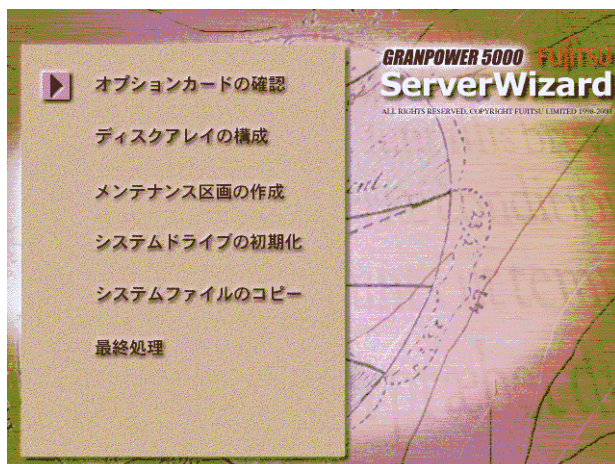 オプションカードの確認
ディスクアレイの構成
メンテナンス区画の作成
システムドライブの初期化
システムファイルのコピー
最終処理
GRANPOWER 5000 FUJITSU
ServerWizard
ALL RIGHTS RESERVED, COPYRIGHT FUJITSU LIMITED 1998-2000